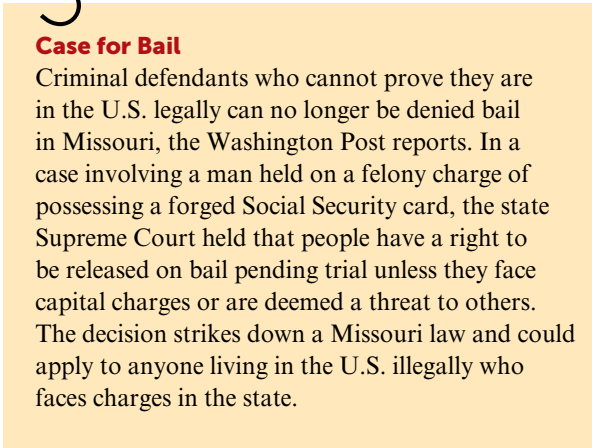 Case for Bail
Criminal defendants who cannot prove they are
in the U.S. legally can no longer be denied bail
in Missouri, the Washington Post reports. In a
case involving a man held on a felony charge of
possessing a forged Social Security card, the state
Supreme Court held that people have a right to
be released on bail pending trial unless they face
capital charges or are deemed a threat to others.
The decision strikes down a Missouri law and could
apply to anyone living in the U.S. illegally who
faces charges in the state.